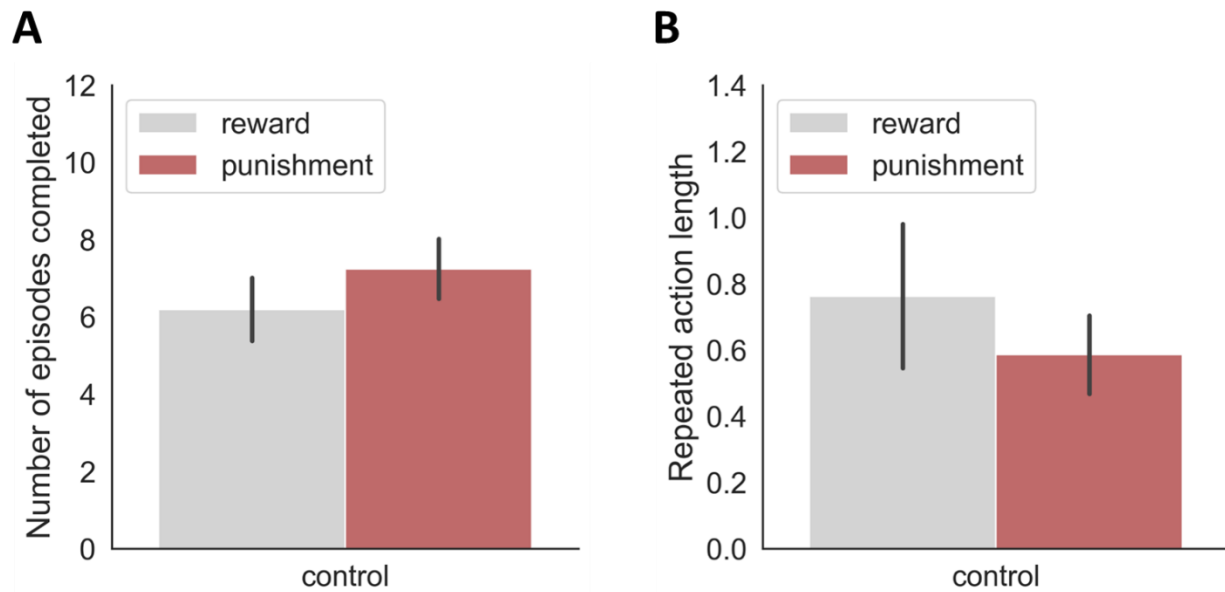 A
Number of episodes completed
12
10
8
6
4
2
0
reward
punishment
control
B
Repeated action length
1.4
1.2
1.0
0.8
0.6
0.4
0.2
0.0
reward
punishment
control